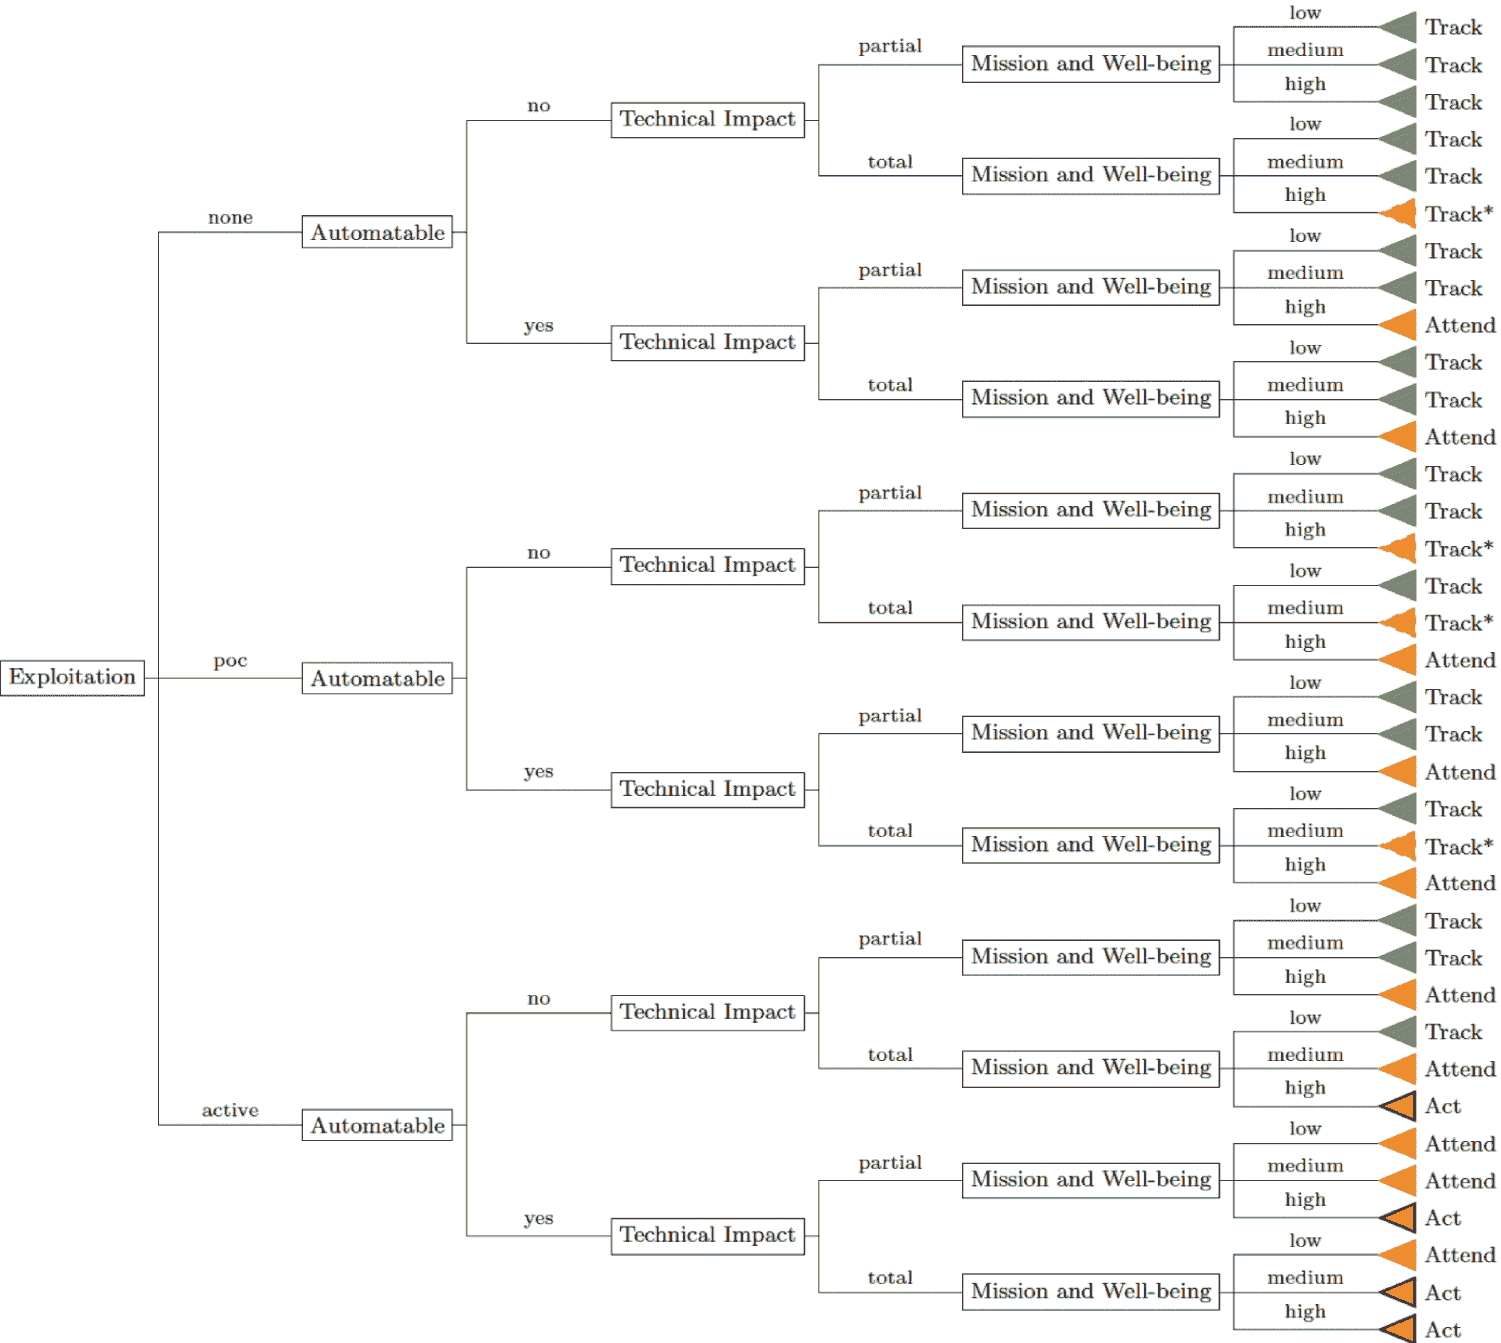 Exploitation
none
poc
active
Automatable
no
yes
Automatable
no
yes
Automatable
no
yes
Technical Impact
partial
total
Technical Impact
partial
total
Technical Impact
partial
total
Technical Impact
partial
total
Technical Impact
partial
total
Technical Impact
partial
total
Mission and Well-being
low Track
medium Track
high Track
Mission and Well-being
low Track
medium Track
high Track*
Mission and Well-being
low Track
medium Track
high Attend
Mission and Well-being
low Track
medium Track
high Attend
Mission and Well-being
low Track
medium Track
high Track*
Mission and Well-being
low Track
medium Track*
high Attend
Mission and Well-being
low Track
medium Track
high Attend
Mission and Well-being
low Track
medium Track*
high Attend
Mission and Well-being
low Track
medium Track
high Attend
Mission and Well-being
low Track
medium Attend
high Act
Mission and Well-being
low Attend
medium Attend
high Act
Mission and Well-being
low Attend
medium Act
high Act